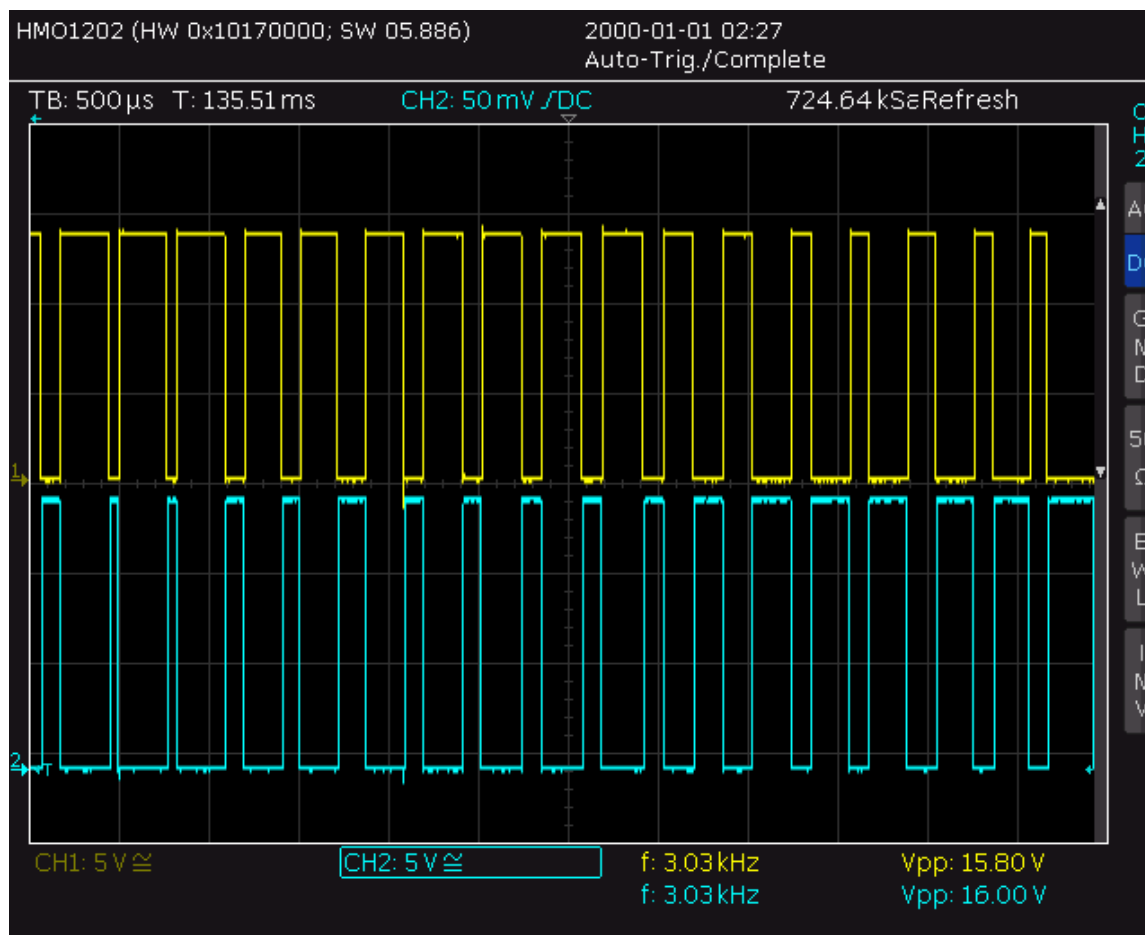 HMO1202 (HW 0x10170000; SW 05.886)
2000-01-01 02:27
Auto-Trig./Complete
TB: 500 µs T: 135.51 ms
CH2: 50 mV / DC
724.64 kSa Refresh
1
2
T
CH1: 5 V ≅
CH2: 5 V ≅
f: 3.03 kHz
Vpp: 15.80 V
f: 3.03 kHz
Vpp: 16.00 V